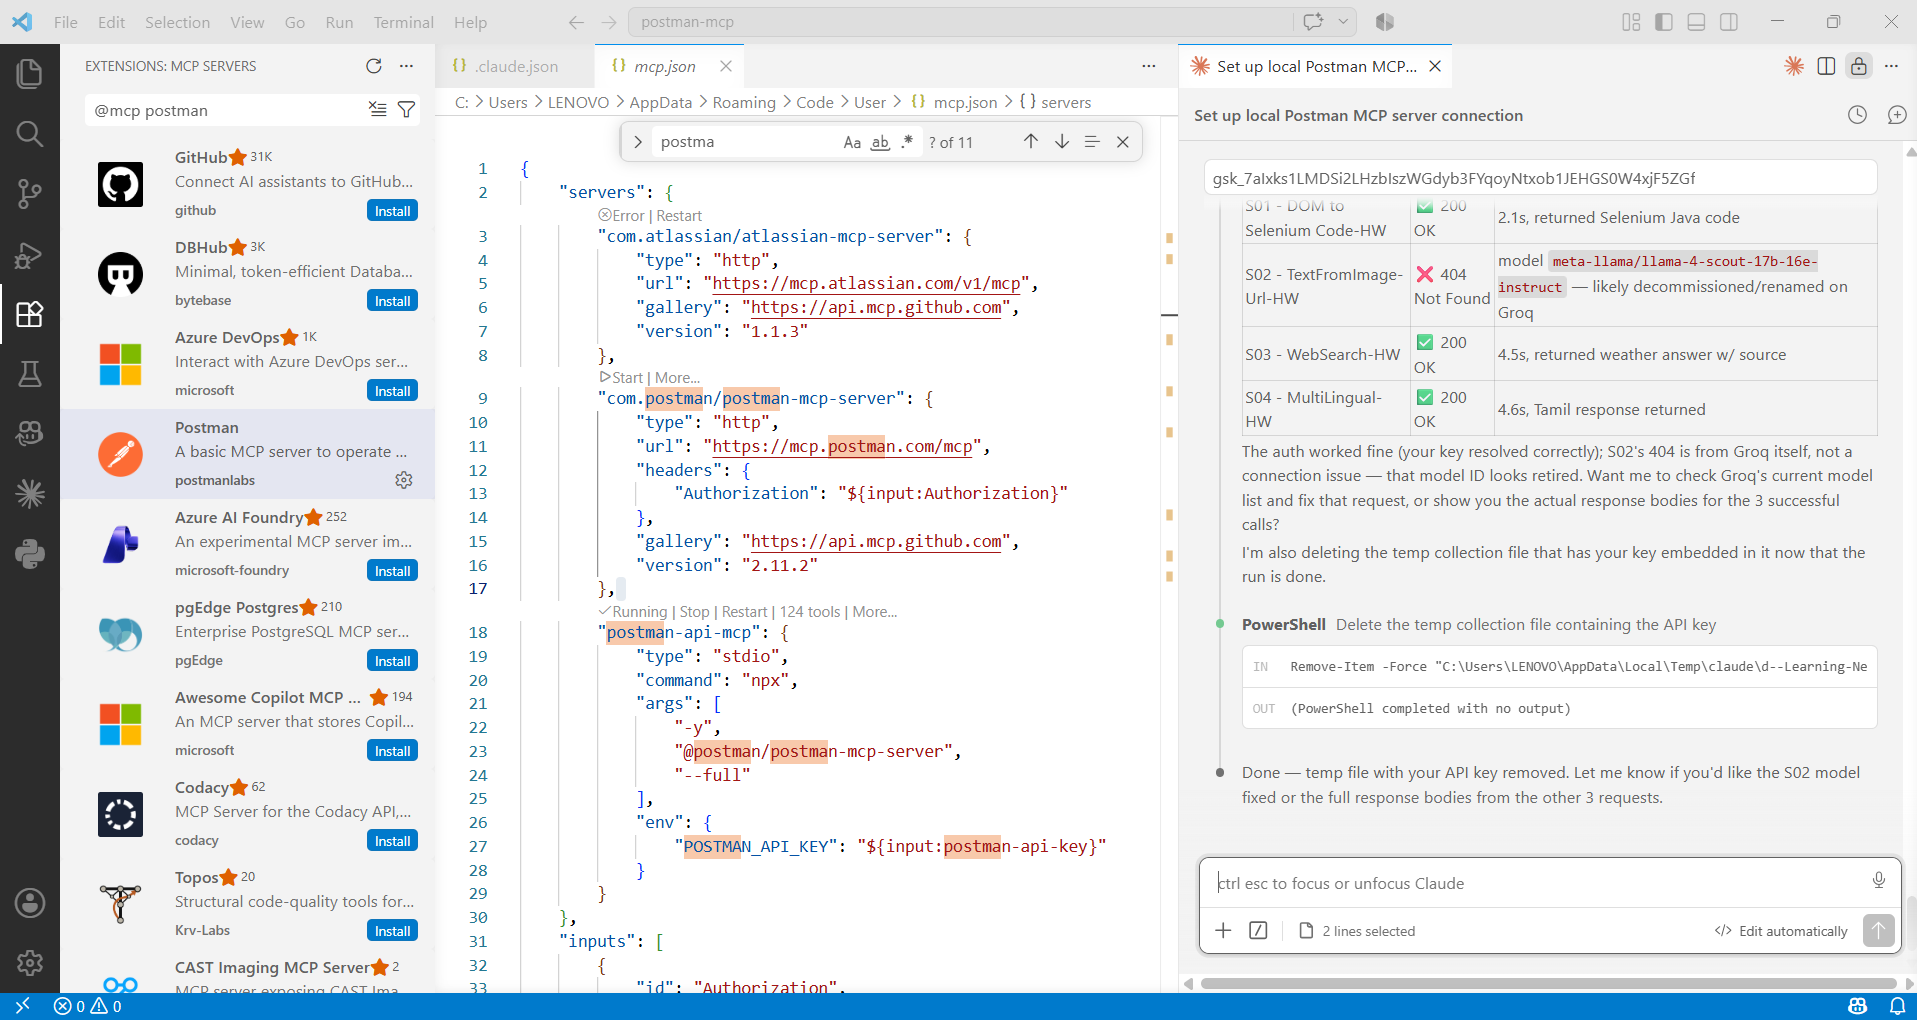 File Edit Selection View Go Run Terminal Help
postman-mcp
EXTENSIONS: MCP SERVERS
@mcp postman
GitHub 31K
Connect AI assistants to GitHub...
github Install
DBHub 3K
Minimal, token-efficient Databa...
bytebase Install
Azure DevOps 1K
Interact with Azure DevOps ser...
microsoft Install
Postman
A basic MCP server to operate ...
postmanlabs
Azure AI Foundry 252
An experimental MCP server im...
microsoft-foundry Install
pgEdge Postgres 210
Enterprise PostgreSQL MCP ser...
pgEdge Install
Awesome Copilot MCP ... 194
An MCP server that stores Copil...
microsoft Install
Codacy 62
MCP Server for the Codacy API,...
codacy Install
Topos 20
Structural code-quality tools for...
Krv-Labs Install
CAST Imaging MCP Server 2
MCP server exposing CAST Ima
{} .claude.json {} mcp.json
C: > Users > LENOVO > AppData > Roaming > Code > User > {} mcp.json > {} servers
postma Aa ab .* ? of 11
1 {
2 "servers": {
Error | Restart
3 "com.atlassian/atlassian-mcp-server": {
4 "type": "http",
5 "url": "https://mcp.atlassian.com/v1/mcp",
6 "gallery": "https://api.mcp.github.com",
7 "version": "1.1.3"
8 },
Start | More...
9 "com.postman/postman-mcp-server": {
10 "type": "http",
11 "url": "https://mcp.postman.com/mcp",
12 "headers": {
13 "Authorization": "${input:Authorization}"
14 },
15 "gallery": "https://api.mcp.github.com",
16 "version": "2.11.2"
17 },
Running | Stop | Restart | 124 tools | More...
18 "postman-api-mcp": {
19 "type": "stdio",
20 "command": "npx",
21 "args": [
22 "-y",
23 "@postman/postman-mcp-server",
24 "--full"
25 ],
26 "env": {
27 "POSTMAN_API_KEY": "${input:postman-api-key}"
28 }
29 }
30 },
31 "inputs": [
32 {
33 "id": "Authorization",
Set up local Postman MCP...
Set up local Postman MCP server connection
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
S01 - DOM to Selenium Code-HW ✅ 200 OK 2.1s, returned Selenium Java code
S02 - TextFromImage-Url-HW ❌ 404 Not Found model meta-llama/llama-4-scout-17b-16e-instruct — likely decommissioned/renamed on Groq
S03 - WebSearch-HW ✅ 200 OK 4.5s, returned weather answer w/ source
S04 - MultiLingual-HW ✅ 200 OK 4.6s, Tamil response returned
The auth worked fine (your key resolved correctly); S02's 404 is from Groq itself, not a
connection issue — that model ID looks retired. Want me to check Groq's current model
list and fix that request, or show you the actual response bodies for the 3 successful
calls?
I'm also deleting the temp collection file that has your key embedded in it now that the
run is done.
PowerShell Delete the temp collection file containing the API key
IN Remove-Item -Force "C:\Users\LENOVO\AppData\Local\Temp\claude\d--Learning-Ne
OUT (PowerShell completed with no output)
Done — temp file with your API key removed. Let me know if you'd like the S02 model
fixed or the full response bodies from the other 3 requests.
ctrl esc to focus or unfocus Claude
2 lines selected </> Edit automatically
0 0